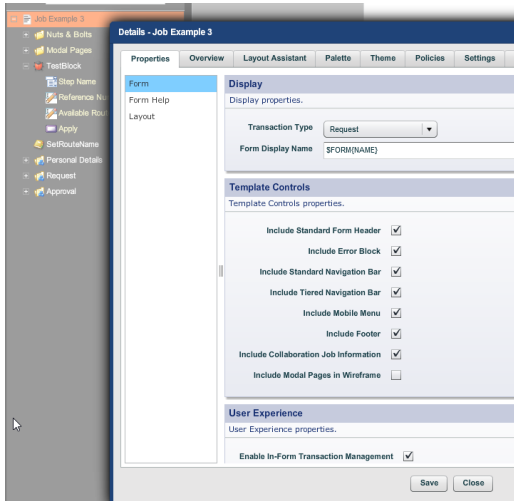 Job Example 3
Nuts & Bolts
Modal Pages
TestBlock
Step Name
Reference Nu
Available Rout
Apply
SetRouteName
Personal Details
Request
Approval
Details - Job Example 3
Properties Overview Layout Assistant Palette Theme Policies Settings
Form
Form Help
Layout
Display
Display properties.
Transaction Type Request
Form Display Name $FORM{NAME}
Template Controls
Template Controls properties.
Include Standard Form Header
Include Error Block
Include Standard Navigation Bar
Include Tiered Navigation Bar
Include Mobile Menu
Include Footer
Include Collaboration Job Information
Include Modal Pages in Wireframe
User Experience
User Experience properties.
Enable In-Form Transaction Management
Save Close